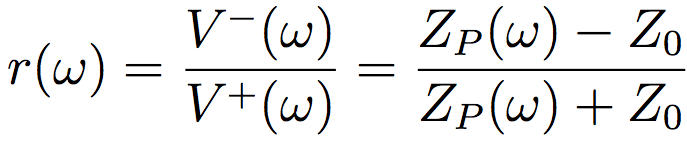 r(ω) = V⁻(ω) / V⁺(ω) = (Z_P(ω) − Z_0) / (Z_P(ω) + Z_0)